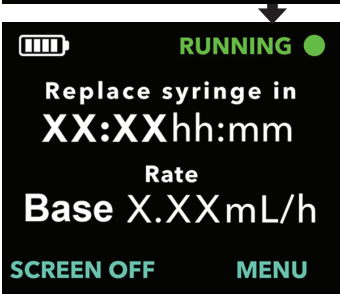 RUNNING
Replace syringe in
XX:XXhh:mm
Rate
Base X.XXmL/h
SCREEN OFF MENU